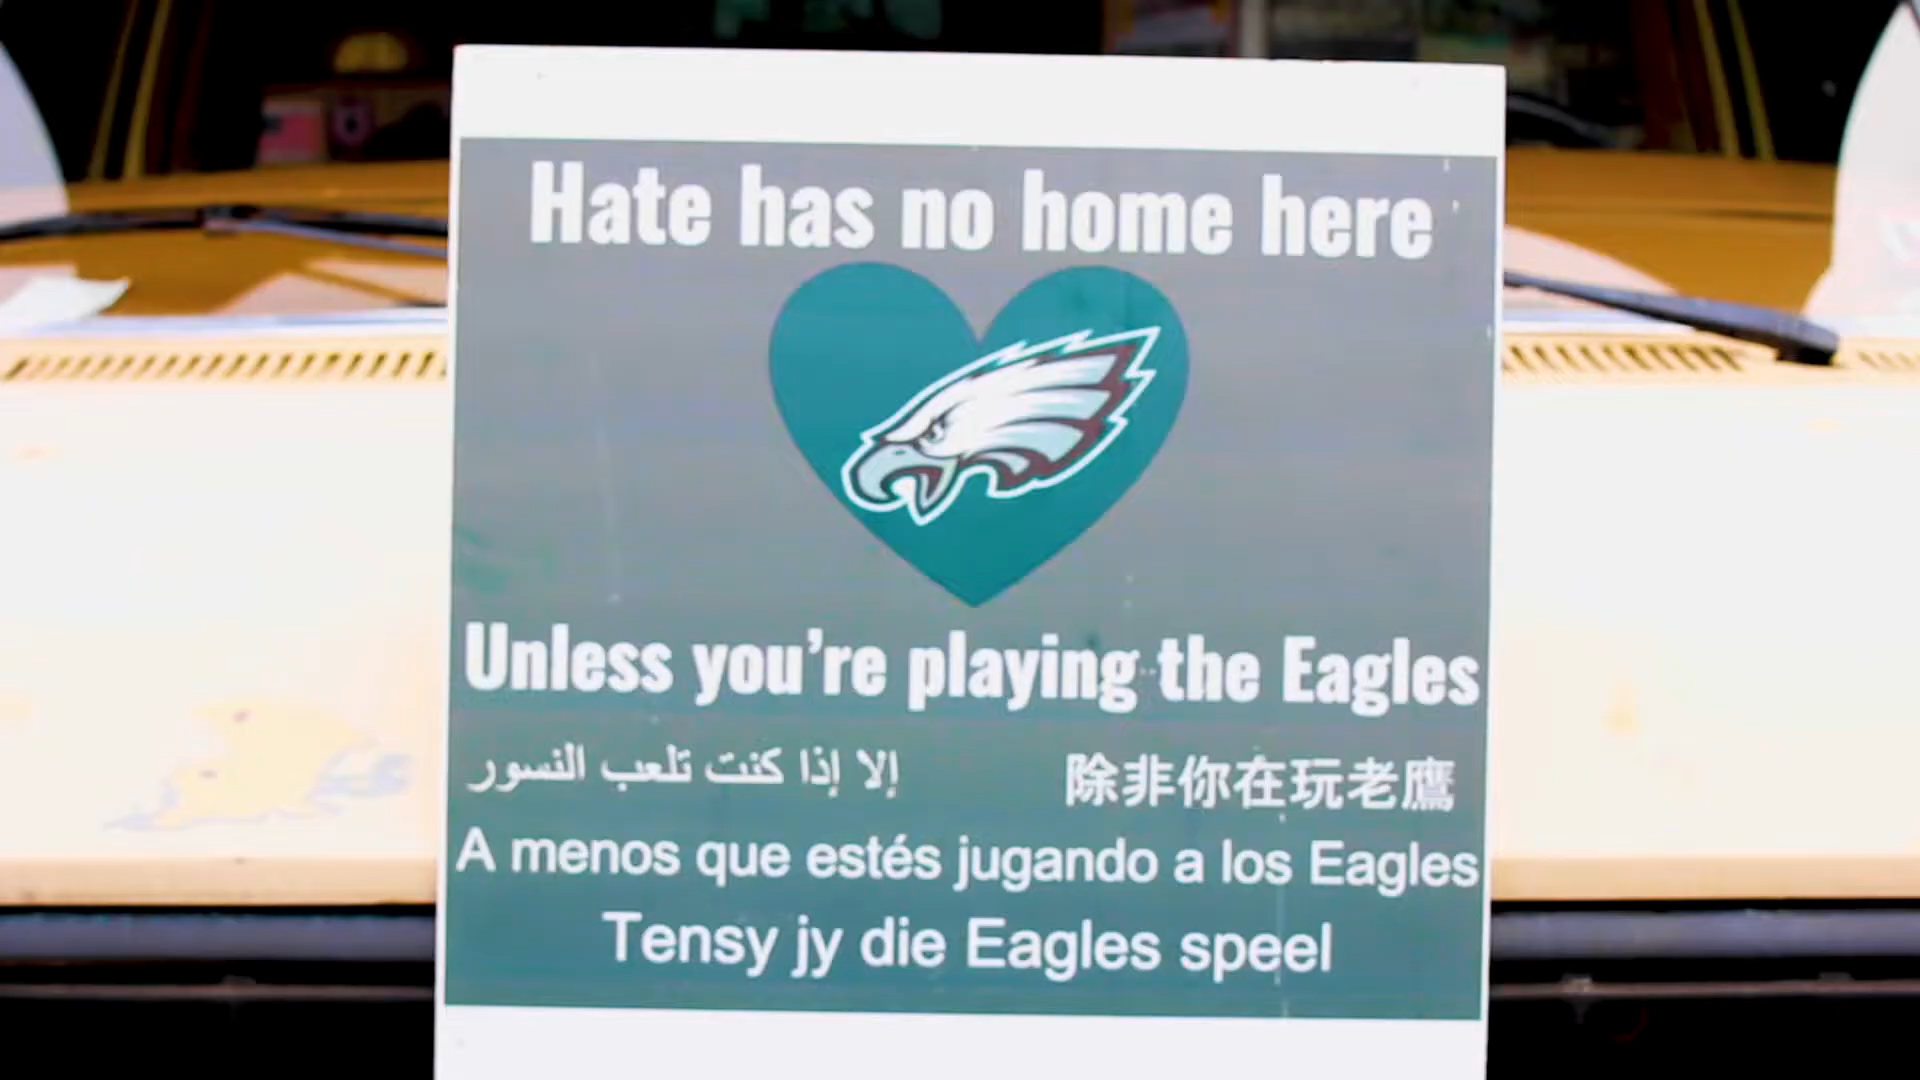 Hate has no home here
Unless you're playing the Eagles
إلا إذا كنت تلعب النسور
除非你在玩老鷹
A menos que estés jugando a los Eagles
Tensy jy die Eagles speel